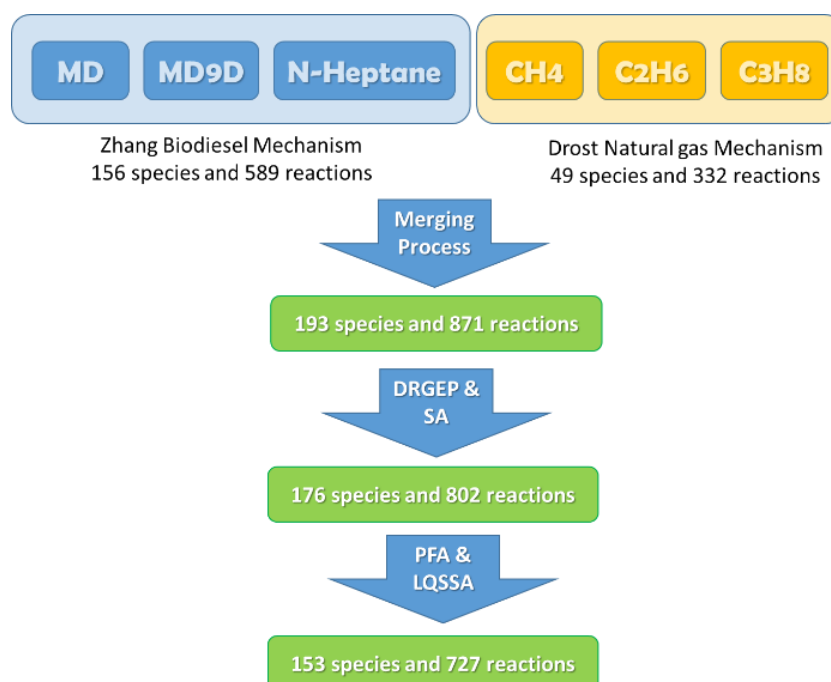 MD MD9D N-Heptane CH4 C2H6 C3H8
Zhang Biodiesel Mechanism
156 species and 589 reactions
Drost Natural gas Mechanism
49 species and 332 reactions
Merging
Process
193 species and 871 reactions
DRGEP &
SA
176 species and 802 reactions
PFA &
LQSSA
153 species and 727 reactions